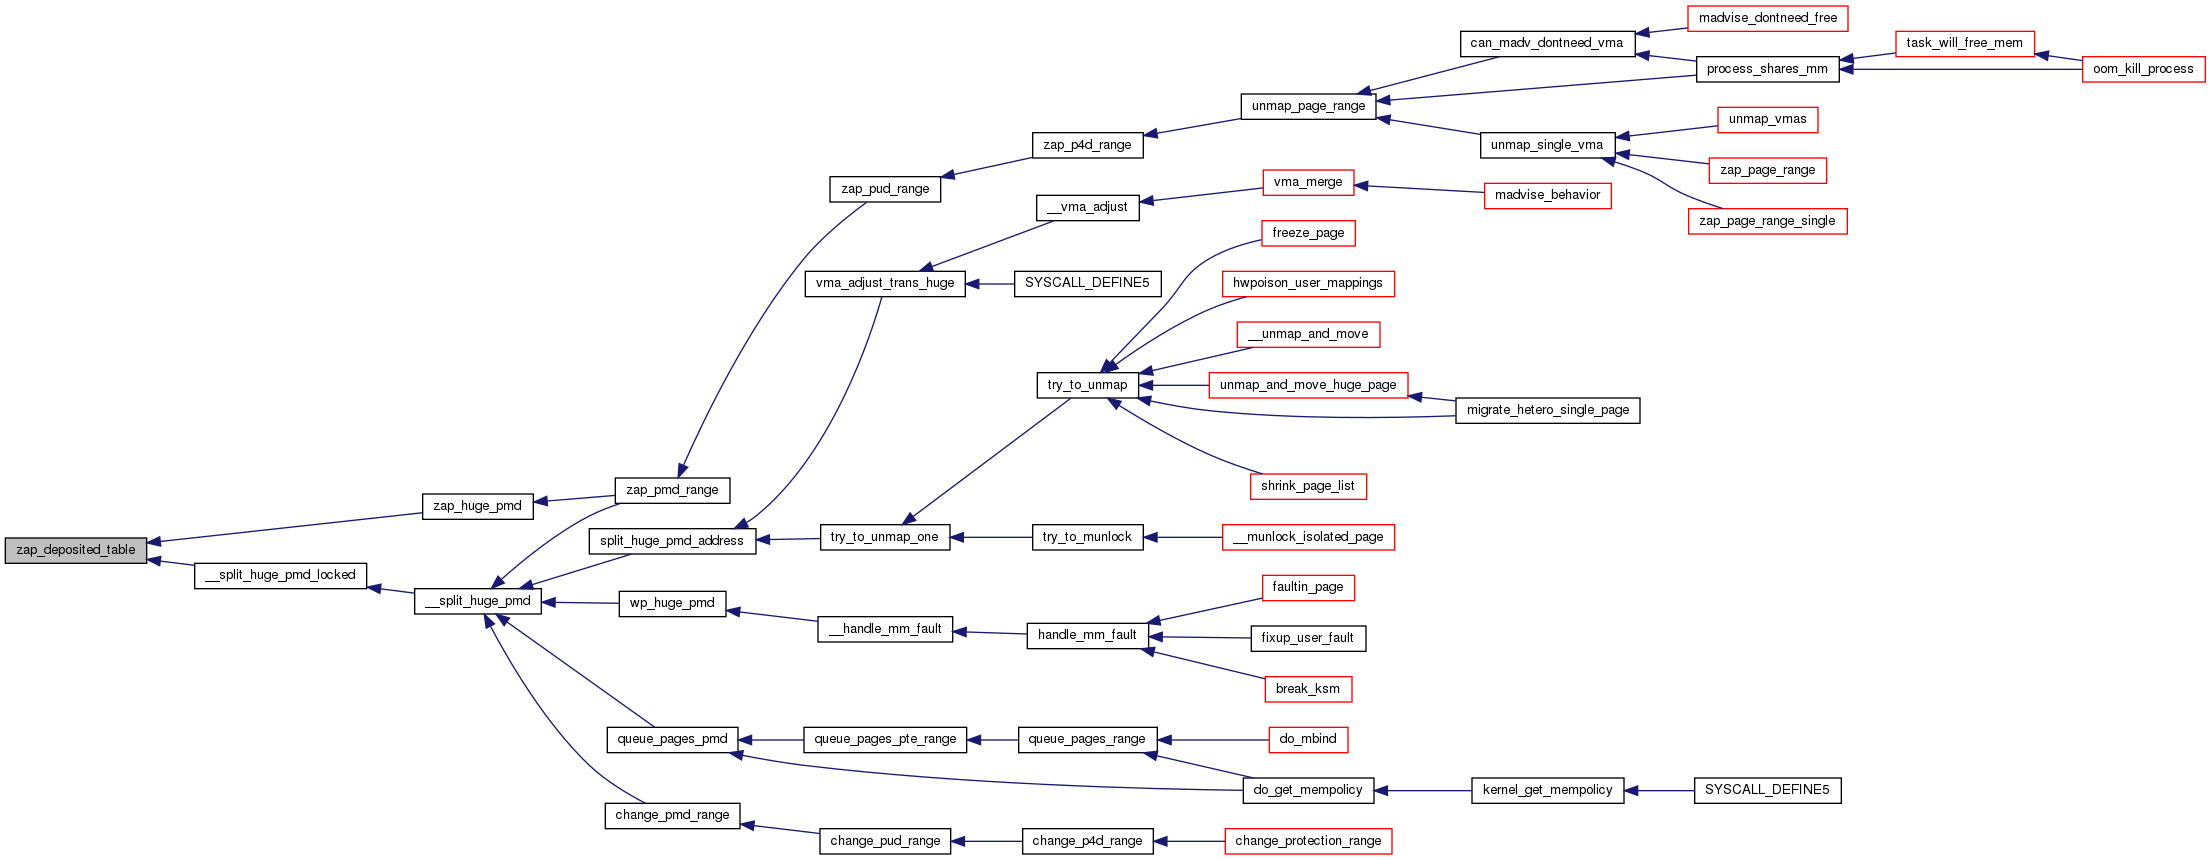 madvise_dontneed_free
can_madv_dontneed_vma
task_will_free_mem
process_shares_mm
oom_kill_process
unmap_page_range
unmap_vmas
zap_p4d_range
unmap_single_vma
zap_page_range
zap_pud_range
vma_merge
madvise_behavior
__vma_adjust
zap_page_range_single
freeze_page
vma_adjust_trans_huge
SYSCALL_DEFINE5
hwpoison_user_mappings
__unmap_and_move
try_to_unmap
unmap_and_move_huge_page
migrate_hetero_single_page
shrink_page_list
zap_pmd_range
zap_huge_pmd
split_huge_pmd_address
try_to_unmap_one
try_to_munlock
__munlock_isolated_page
zap_deposited_table
__split_huge_pmd_locked
faultin_page
__split_huge_pmd
wp_huge_pmd
__handle_mm_fault
handle_mm_fault
fixup_user_fault
break_ksm
queue_pages_pmd
queue_pages_pte_range
queue_pages_range
do_mbind
do_get_mempolicy
kernel_get_mempolicy
SYSCALL_DEFINE5
change_pmd_range
change_pud_range
change_p4d_range
change_protection_range